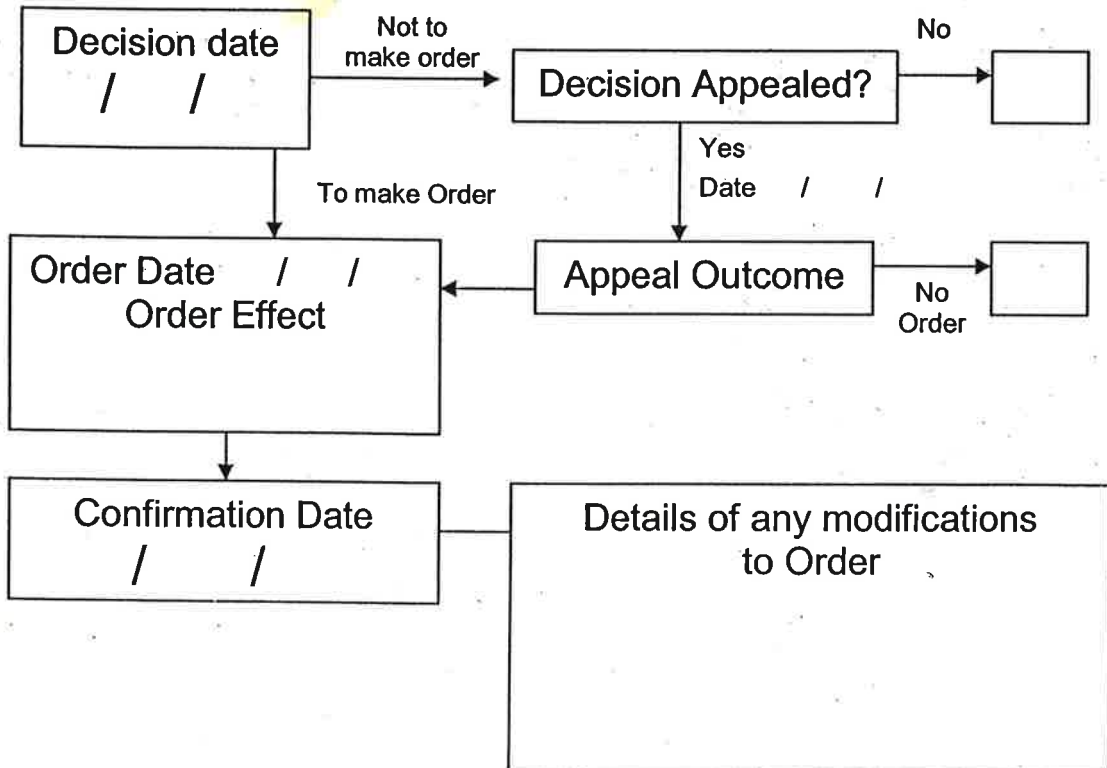 Decision date
/ /
Not to
make order
Decision Appealed?
No
Yes
Date / /
To make Order
Order Date / /
Order Effect
Appeal Outcome
No
Order
Confirmation Date
/ /
Details of any modifications
to Order